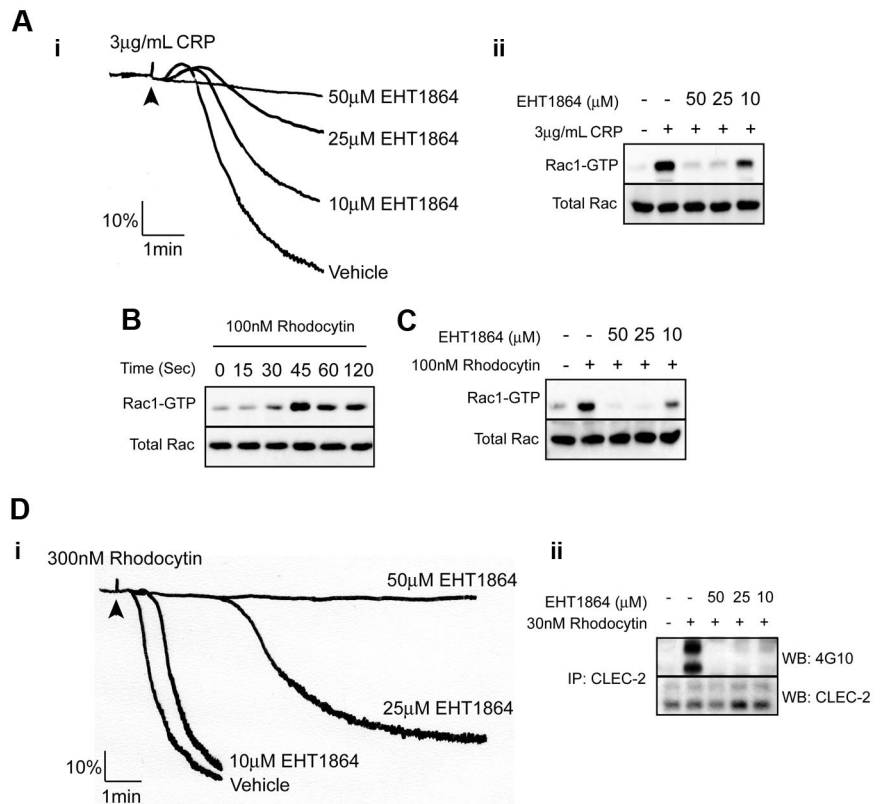 A
i
3µg/mL CRP
50µM EHT1864
25µM EHT1864
10µM EHT1864
Vehicle
10%
1min
ii
EHT1864 (µM) - - 50 25 10
3µg/mL CRP - + + + +
Rac1-GTP
Total Rac
B
100nM Rhodocytin
Time (Sec) 0 15 30 45 60 120
Rac1-GTP
Total Rac
C
EHT1864 (µM) - - 50 25 10
100nM Rhodocytin - + + + +
Rac1-GTP
Total Rac
D
i
300nM Rhodocytin
50µM EHT1864
25µM EHT1864
10µM EHT1864
Vehicle
10%
1min
ii
EHT1864 (µM) - - 50 25 10
30nM Rhodocytin - + + + +
IP: CLEC-2
WB: 4G10
WB: CLEC-2